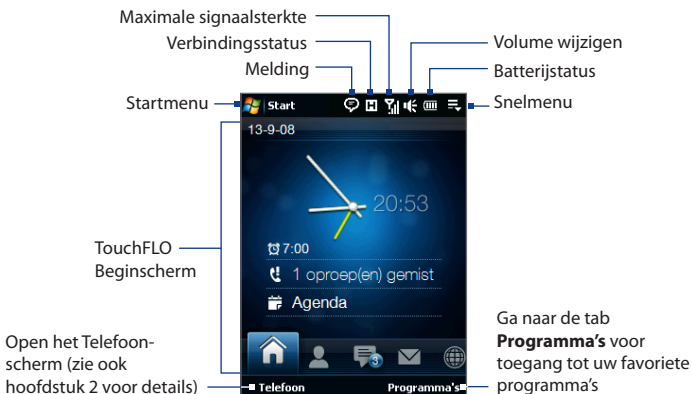 Maximale signaalsterkte
Verbindingsstatus
Melding
Volume wijzigen
Batterijstatus
Startmenu
Snelmenu
Start
13-9-08
20:53
7:00
1 oproep(en) gemist
Agenda
TouchFLO
Beginscherm
3
Open het Telefoon-
scherm (zie ook
hoofdstuk 2 voor details)
Telefoon
Programma's
Ga naar de tab
Programma’s voor
toegang tot uw favoriete
programma’s